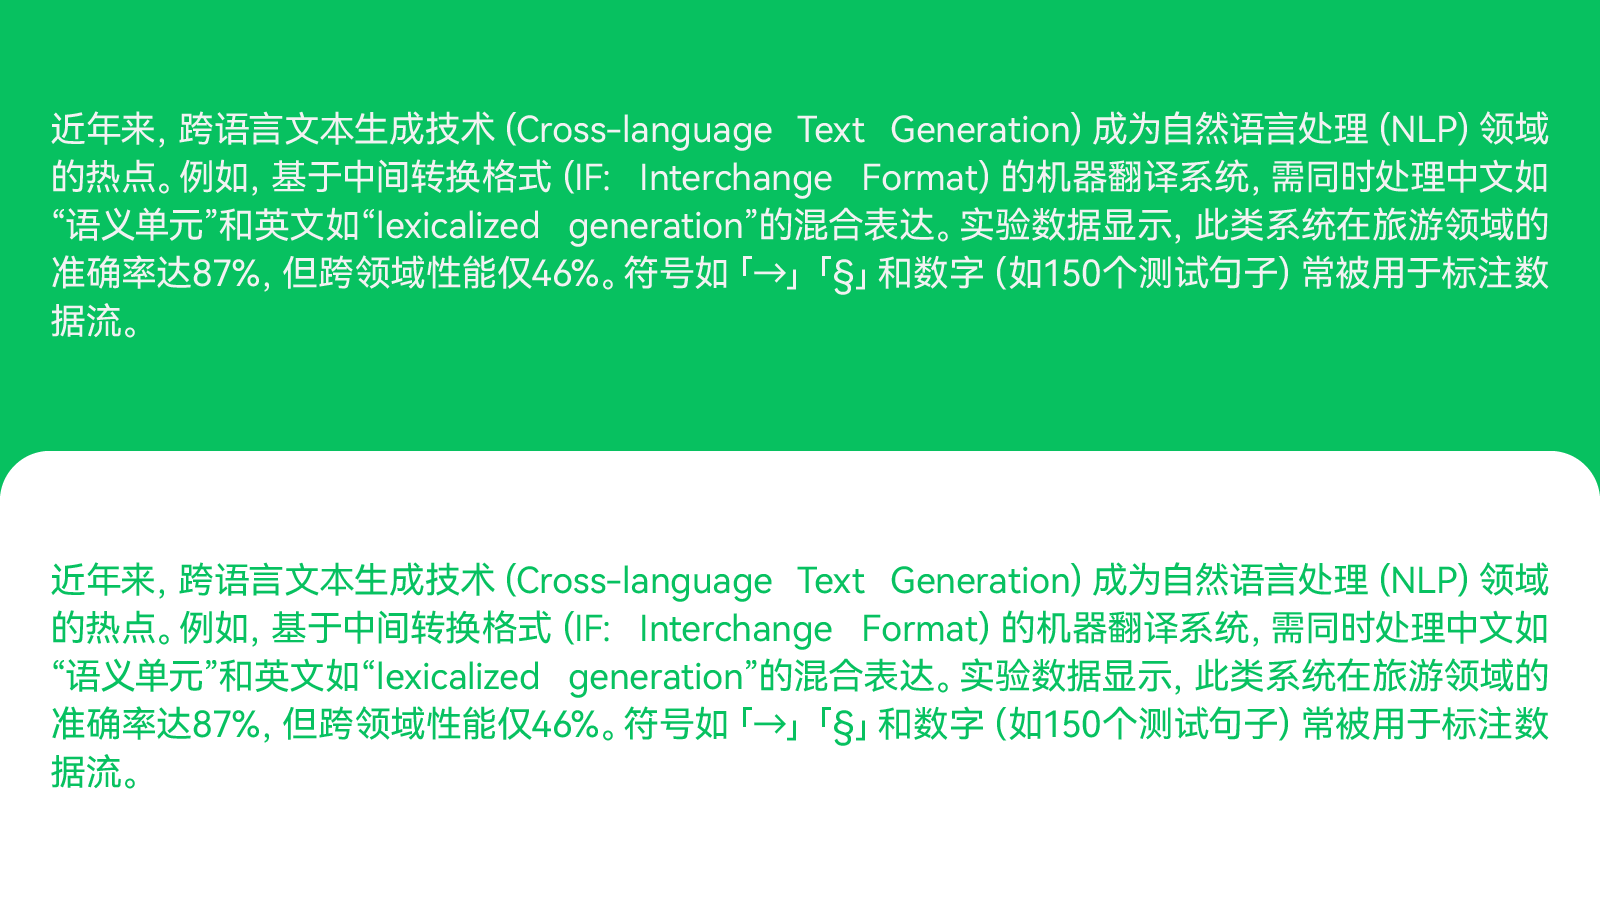 近年来，跨语言文本生成技术（Cross-language Text Generation）成为自然语言处理（NLP）领域
的热点。例如，基于中间转换格式（IF: Interchange Format）的机器翻译系统，需同时处理中文如
“语义单元”和英文如“lexicalized generation”的混合表达。实验数据显示，此类系统在旅游领域的
准确率达87%，但跨领域性能仅46%。符号如「→」「§」和数字（如150个测试句子）常被用于标注数
据流。
近年来，跨语言文本生成技术（Cross-language Text Generation）成为自然语言处理（NLP）领域
的热点。例如，基于中间转换格式（IF: Interchange Format）的机器翻译系统，需同时处理中文如
“语义单元”和英文如“lexicalized generation”的混合表达。实验数据显示，此类系统在旅游领域的
准确率达87%，但跨领域性能仅46%。符号如「→」「§」和数字（如150个测试句子）常被用于标注数
据流。